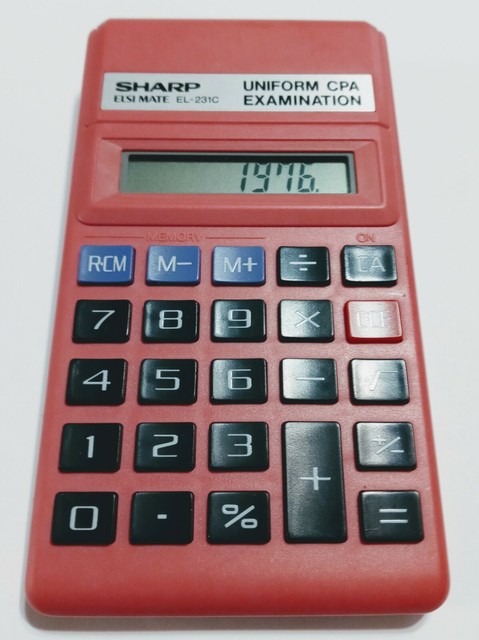 SHARP UNIFORM CPA
ELSI MATE EL-231C EXAMINATION
1976.
MEMORY ON
R·CM M− M+ ÷ CA
7 8 9 ×
4 5 6 − √
1 2 3 + +/−
0 · % =